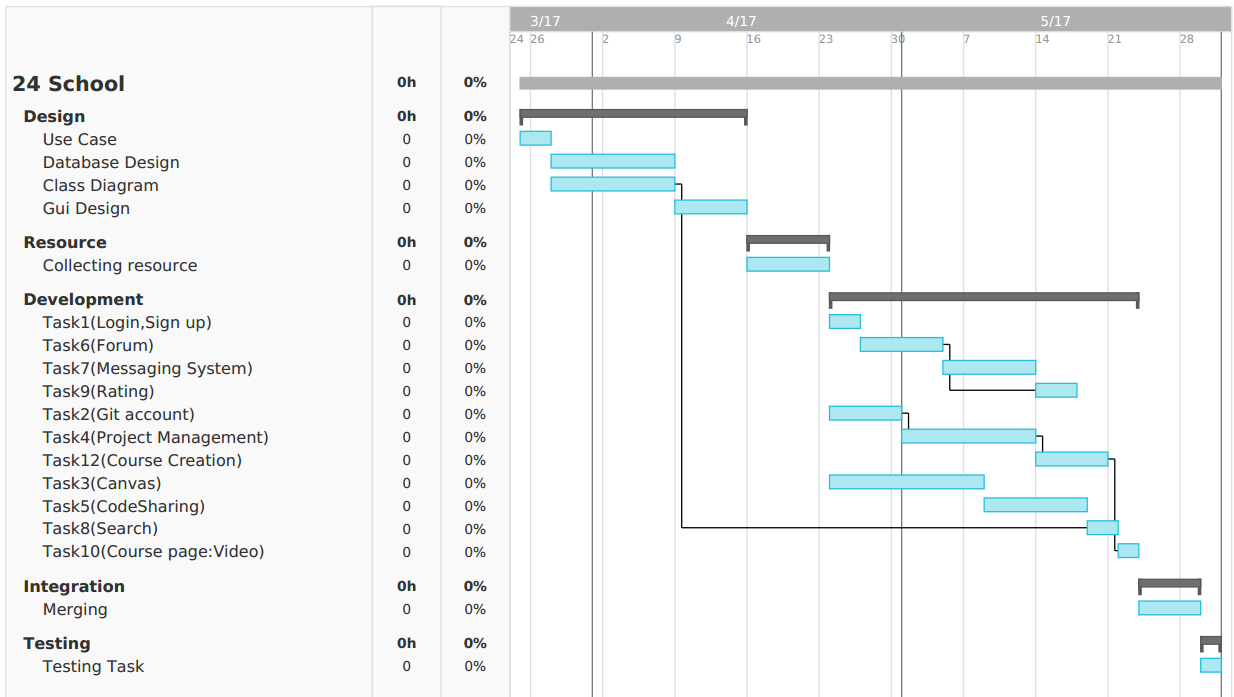 3/17 4/17 5/17
24 26 2 9 16 23 30 7 14 21 28
24 School 0h 0%
Design 0h 0%
Use Case 0 0%
Database Design 0 0%
Class Diagram 0 0%
Gui Design 0 0%
Resource 0h 0%
Collecting resource 0 0%
Development 0h 0%
Task1(Login,Sign up) 0 0%
Task6(Forum) 0 0%
Task7(Messaging System) 0 0%
Task9(Rating) 0 0%
Task2(Git account) 0 0%
Task4(Project Management) 0 0%
Task12(Course Creation) 0 0%
Task3(Canvas) 0 0%
Task5(CodeSharing) 0 0%
Task8(Search) 0 0%
Task10(Course page:Video) 0 0%
Integration 0h 0%
Merging 0 0%
Testing 0h 0%
Testing Task 0 0%